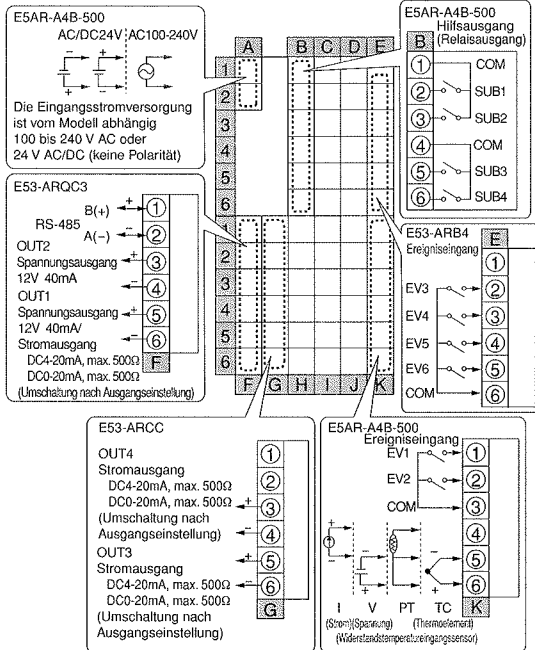 E5AR-A4B-500
AC/DC24V AC100-240V
Die Eingangsstromversorgung
ist vom Modell abhängig
100 bis 240 V AC oder
24 V AC/DC (keine Polarität)
A B C D E
1
2
3
4
5
6
1
2
3
4
5
6
F G H I J K
E5AR-A4B-500
Hilfsausgang
(Relaisausgang)
B
1 COM
2 SUB1
3 SUB2
4 COM
5 SUB3
6 SUB4
E53-ARQC3
B(+) + 1
RS-485
A(−) − 2
OUT2
Spannungsausgang + 3
12V 40mA
− 4
OUT1
Spannungsausgang + 5
12V 40mA/
Stromausgang − 6
DC4-20mA, max. 500Ω
F
DC0-20mA, max. 500Ω
(Umschaltung nach Ausgangseinstellung)
E53-ARB4
Ereigniseingang
E
1
EV3 2
EV4 3
EV5 4
EV6 5
COM 6
E53-ARCC
OUT4 1
Stromausgang
DC4-20mA, max. 500Ω 2
DC0-20mA, max. 500Ω + 3
(Umschaltung nach
Ausgangseinstellung) − 4
OUT3
Stromausgang + 5
DC4-20mA, max. 500Ω − 6
DC0-20mA, max. 500Ω
(Umschaltung nach
Ausgangseinstellung)
G
E5AR-A4B-500
Ereigniseingang
EV1 1
EV2 2
COM 3
4
5
6
I V PT TC K
(Strom)(Spannung) (Thermoelement)
(Widerstandstemperatureingangssensor)